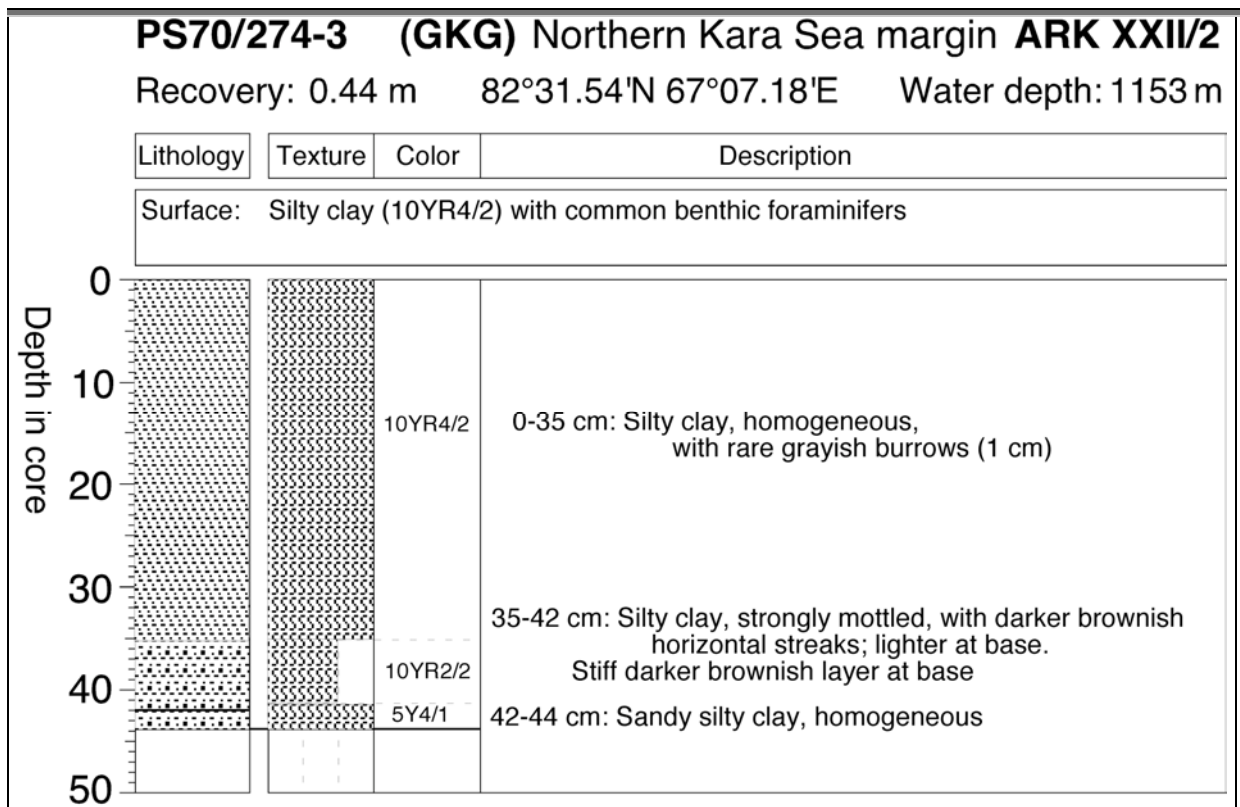 PS70/274-3 (GKG) Northern Kara Sea margin ARK XXII/2
Recovery: 0.44 m 82°31.54'N 67°07.18'E Water depth: 1153 m
Lithology Texture Color Description
Surface: Silty clay (10YR4/2) with common benthic foraminifers
Depth in core
0
10
20
30
40
50
10YR4/2
10YR2/2
5Y4/1
0-35 cm: Silty clay, homogeneous,
with rare grayish burrows (1 cm)
35-42 cm: Silty clay, strongly mottled, with darker brownish
horizontal streaks; lighter at base.
Stiff darker brownish layer at base
42-44 cm: Sandy silty clay, homogeneous